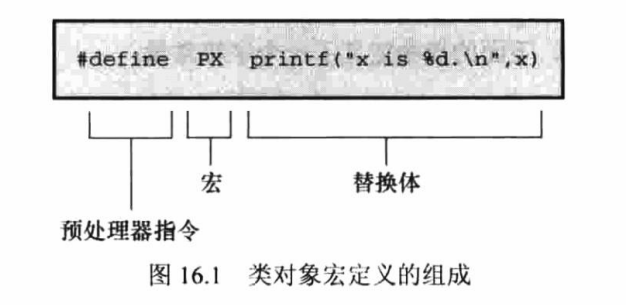 #define PX printf("x is %d.\n",x)
宏 替换体
预处理器指令
图 16.1 类对象宏定义的组成